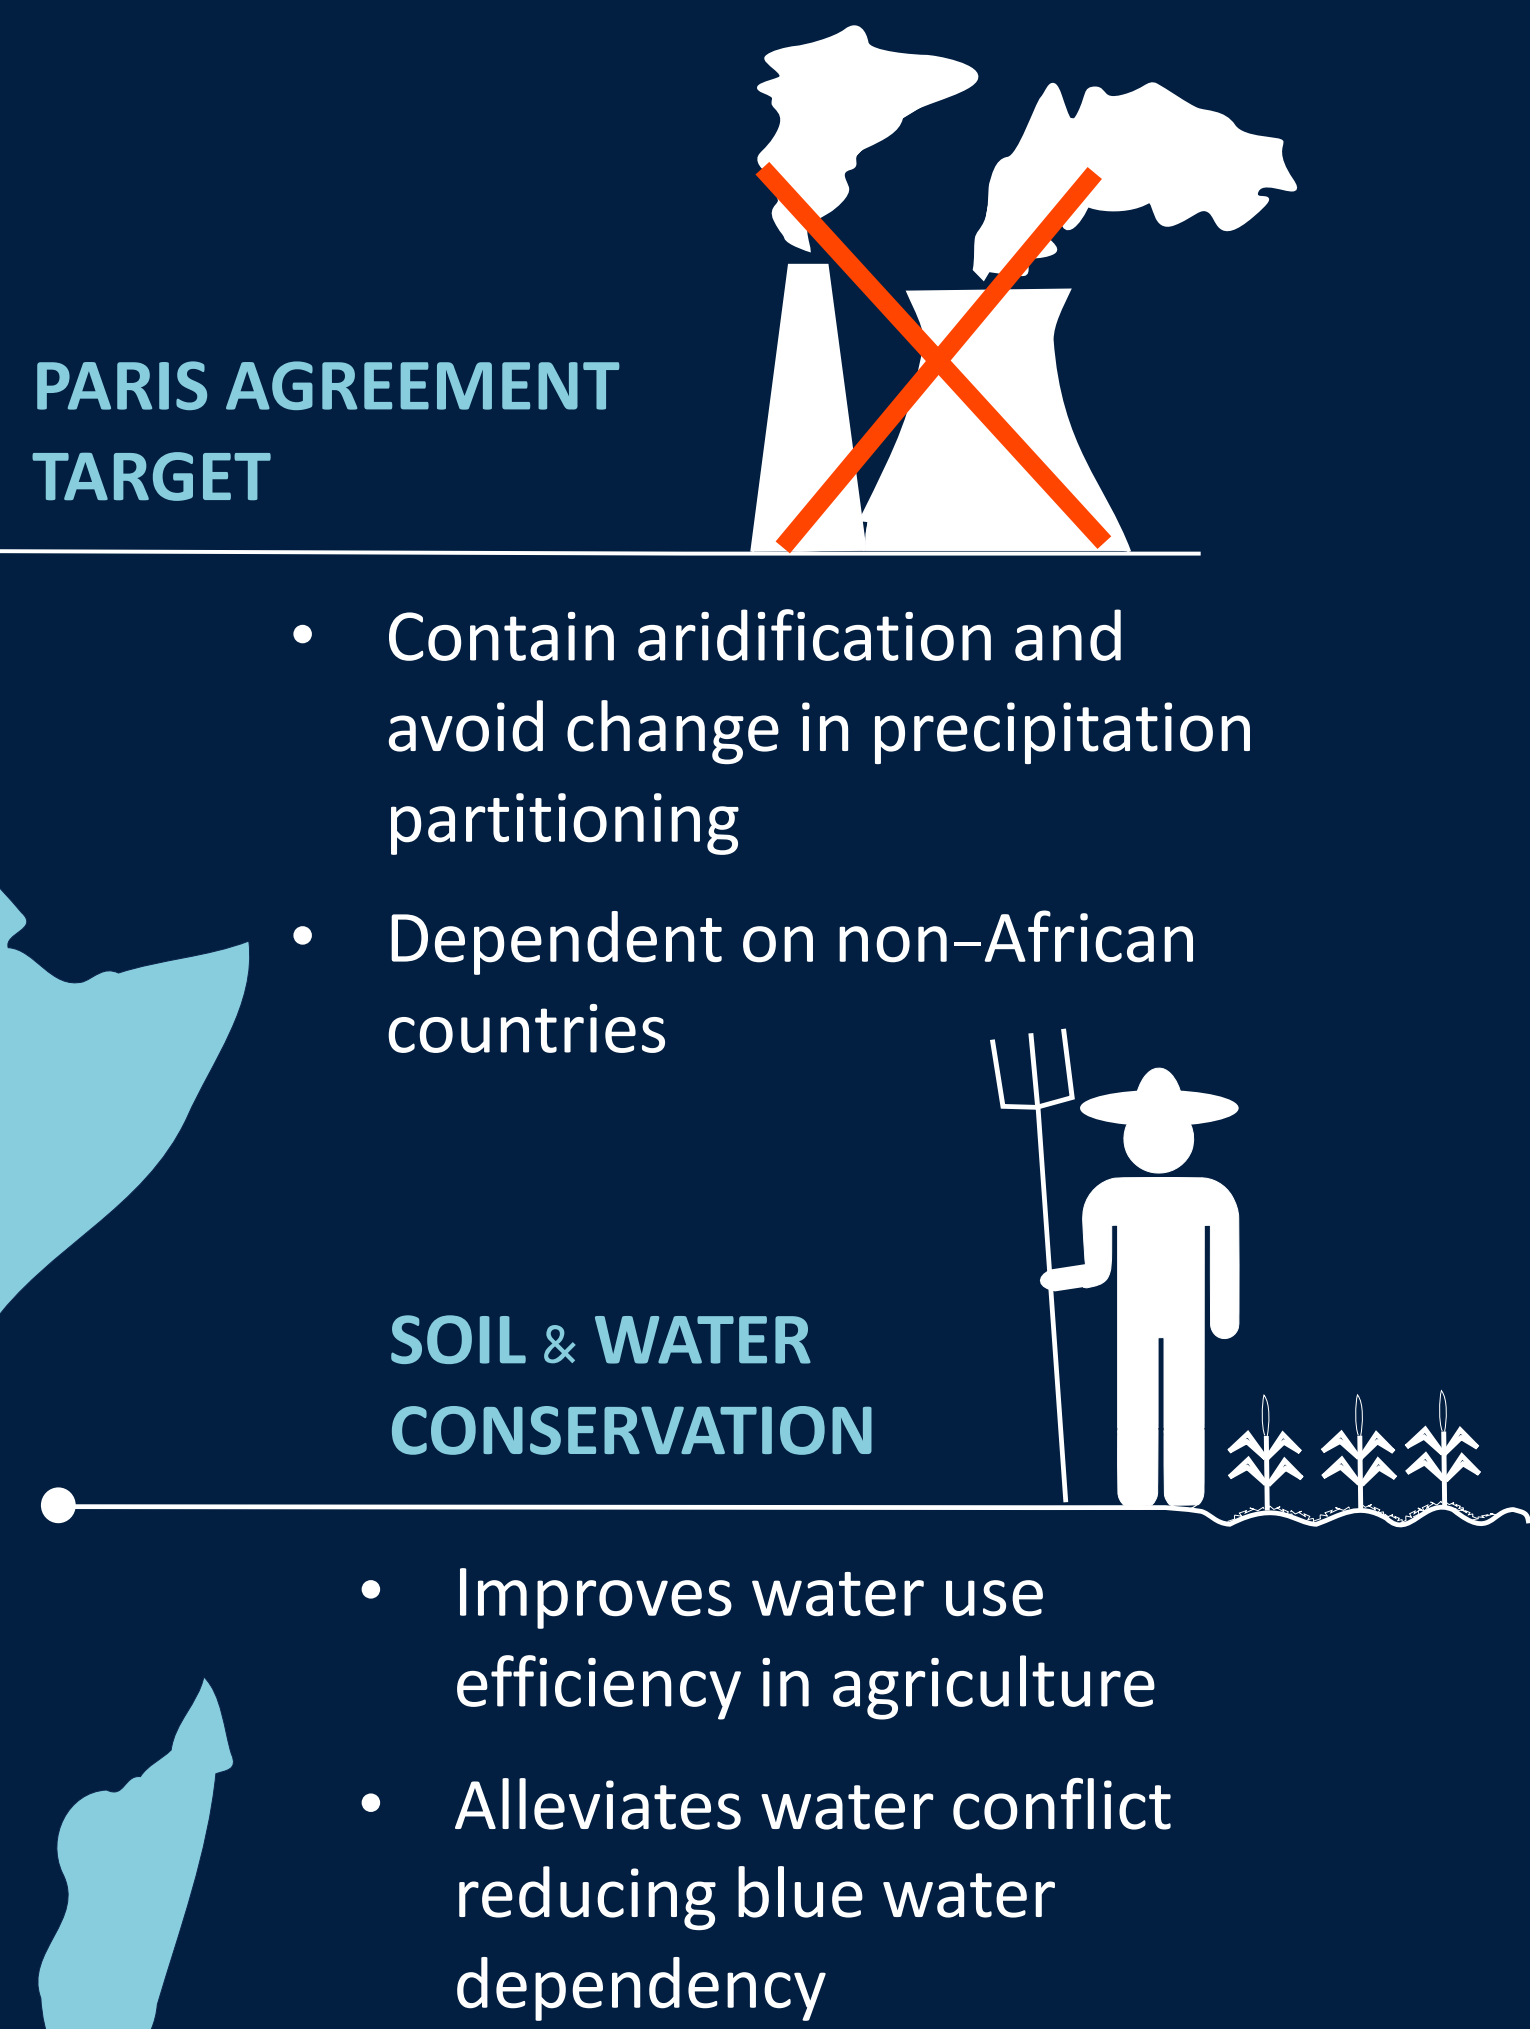 PARIS AGREEMENT
TARGET
• Contain aridification and
avoid change in precipitation
partitioning
• Dependent on non–African
countries
SOIL & WATER
CONSERVATION
• Improves water use
efficiency in agriculture
• Alleviates water conflict
reducing blue water
dependency